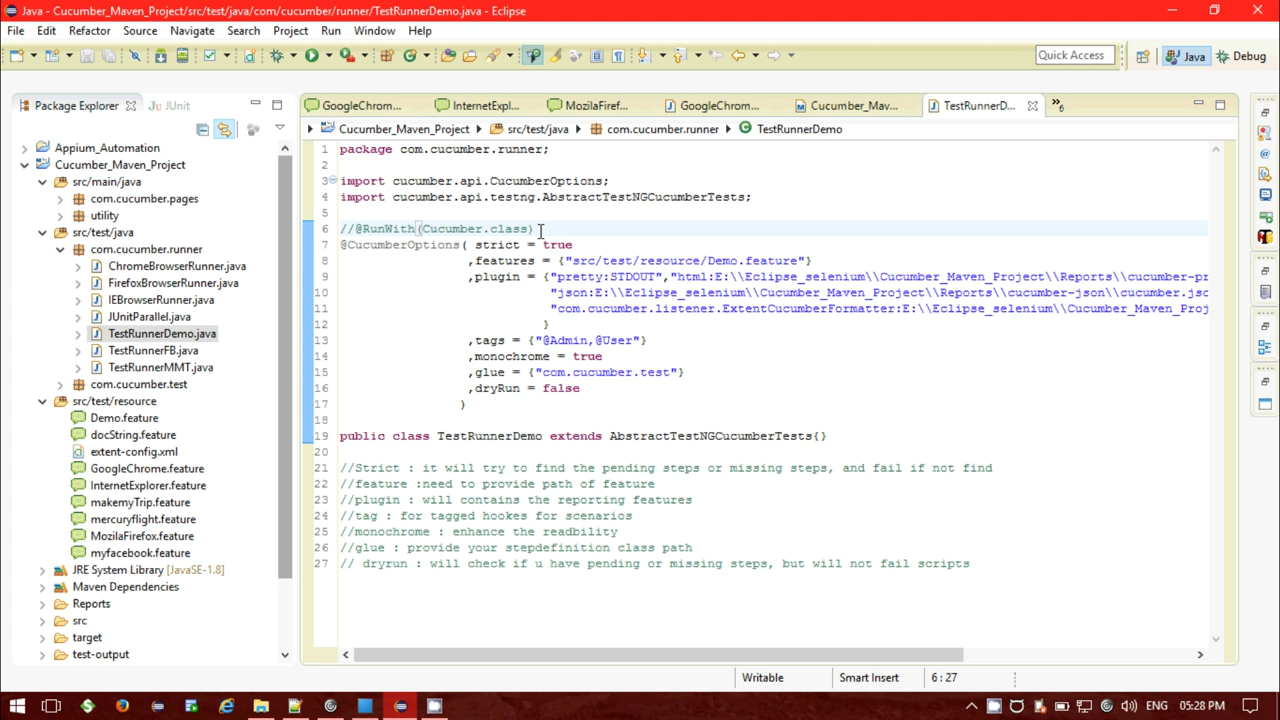 Java - Cucumber_Maven_Project/src/test/java/com/cucumber/runner/TestRunnerDemo.java - Eclipse
File Edit Refactor Source Navigate Search Project Run Window Help
Quick Access Java Debug
Package Explorer JUnit
GoogleChrom... InternetExpl... MozilaFiref... GoogleChrom... Cucumber_Mav... TestRunnerD... »6
Cucumber_Maven_Project src/test/java com.cucumber.runner TestRunnerDemo
Appium_Automation
Cucumber_Maven_Project
src/main/java
com.cucumber.pages
utility
src/test/java
com.cucumber.runner
ChromeBrowserRunner.java
FirefoxBrowserRunner.java
IEBrowserRunner.java
JUnitParallel.java
TestRunnerDemo.java
TestRunnerFB.java
TestRunnerMMT.java
com.cucumber.test
src/test/resource
Demo.feature
docString.feature
extent-config.xml
GoogleChrome.feature
InternetExplorer.feature
makemyTrip.feature
mercuryflight.feature
MozilaFirefox.feature
myfacebook.feature
JRE System Library [JavaSE-1.8]
Maven Dependencies
Reports
src
target
test-output
1 package com.cucumber.runner;
2
3 import cucumber.api.CucumberOptions;
4 import cucumber.api.testng.AbstractTestNGCucumberTests;
5
6 //@RunWith(Cucumber.class)
7 @CucumberOptions( strict = true
8 ,features = {"src/test/resource/Demo.feature"}
9 ,plugin = {"pretty:STDOUT","html:E:\\Eclipse_selenium\\Cucumber_Maven_Project\\Reports\\cucumber-pr
10 "json:E:\\Eclipse_selenium\\Cucumber_Maven_Project\\Reports\\cucumber-json\\cucumber.jso
11 "com.cucumber.listener.ExtentCucumberFormatter:E:\\Eclipse_selenium\\Cucumber_Maven_Proj
12 }
13 ,tags = {"@Admin,@User"}
14 ,monochrome = true
15 ,glue = {"com.cucumber.test"}
16 ,dryRun = false
17 )
18
19 public class TestRunnerDemo extends AbstractTestNGCucumberTests{}
20
21 //Strict : it will try to find the pending steps or missing steps, and fail if not find
22 //feature :need to provide path of feature
23 //plugin : will contains the reporting features
24 //tag : for tagged hookes for scenarios
25 //monochrome : enhance the readbility
26 //glue : provide your stepdefinition class path
27 // dryrun : will check if u have pending or missing steps, but will not fail scripts
Writable Smart Insert 6 : 27
ENG 05:28 PM